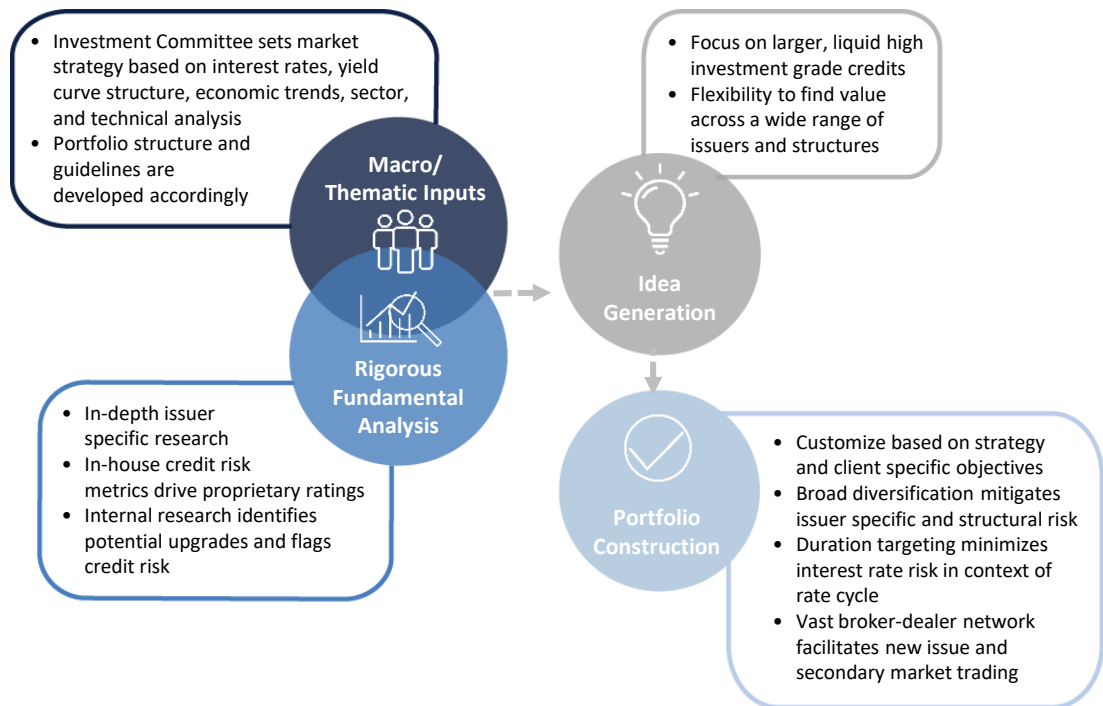 • Investment Committee sets market
strategy based on interest rates, yield
curve structure, economic trends, sector,
and technical analysis
• Portfolio structure and
guidelines are
developed accordingly
Macro/
Thematic Inputs
Rigorous
Fundamental
Analysis
• In-depth issuer
specific research
• In-house credit risk
metrics drive proprietary ratings
• Internal research identifies
potential upgrades and flags
credit risk
• Focus on larger, liquid high
investment grade credits
• Flexibility to find value
across a wide range of
issuers and structures
Idea
Generation
Portfolio
Construction
• Customize based on strategy
and client specific objectives
• Broad diversification mitigates
issuer specific and structural risk
• Duration targeting minimizes
interest rate risk in context of
rate cycle
• Vast broker-dealer network
facilitates new issue and
secondary market trading